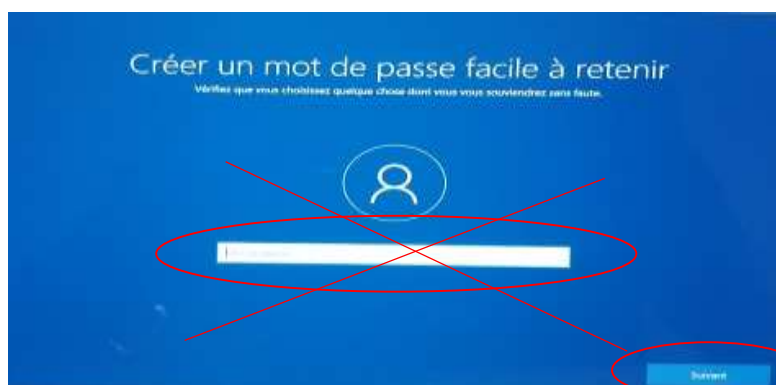 Créer un mot de passe facile à retenir
Vérifiez que vous choisissez quelque chose dont vous vous souviendrez sans faute.
Suivant